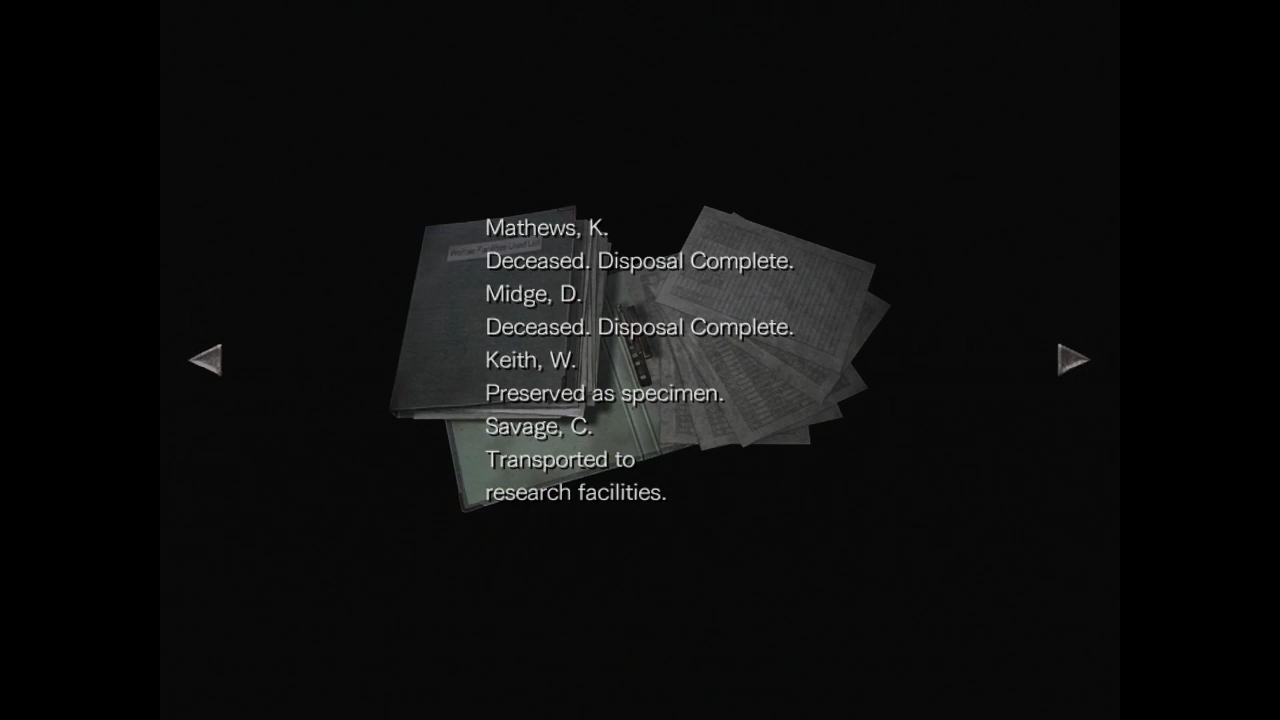 Mathews, K.
Deceased. Disposal Complete.
Midge, D.
Deceased. Disposal Complete.
Keith, W.
Preserved as specimen.
Savage, C.
Transported to
research facilities.